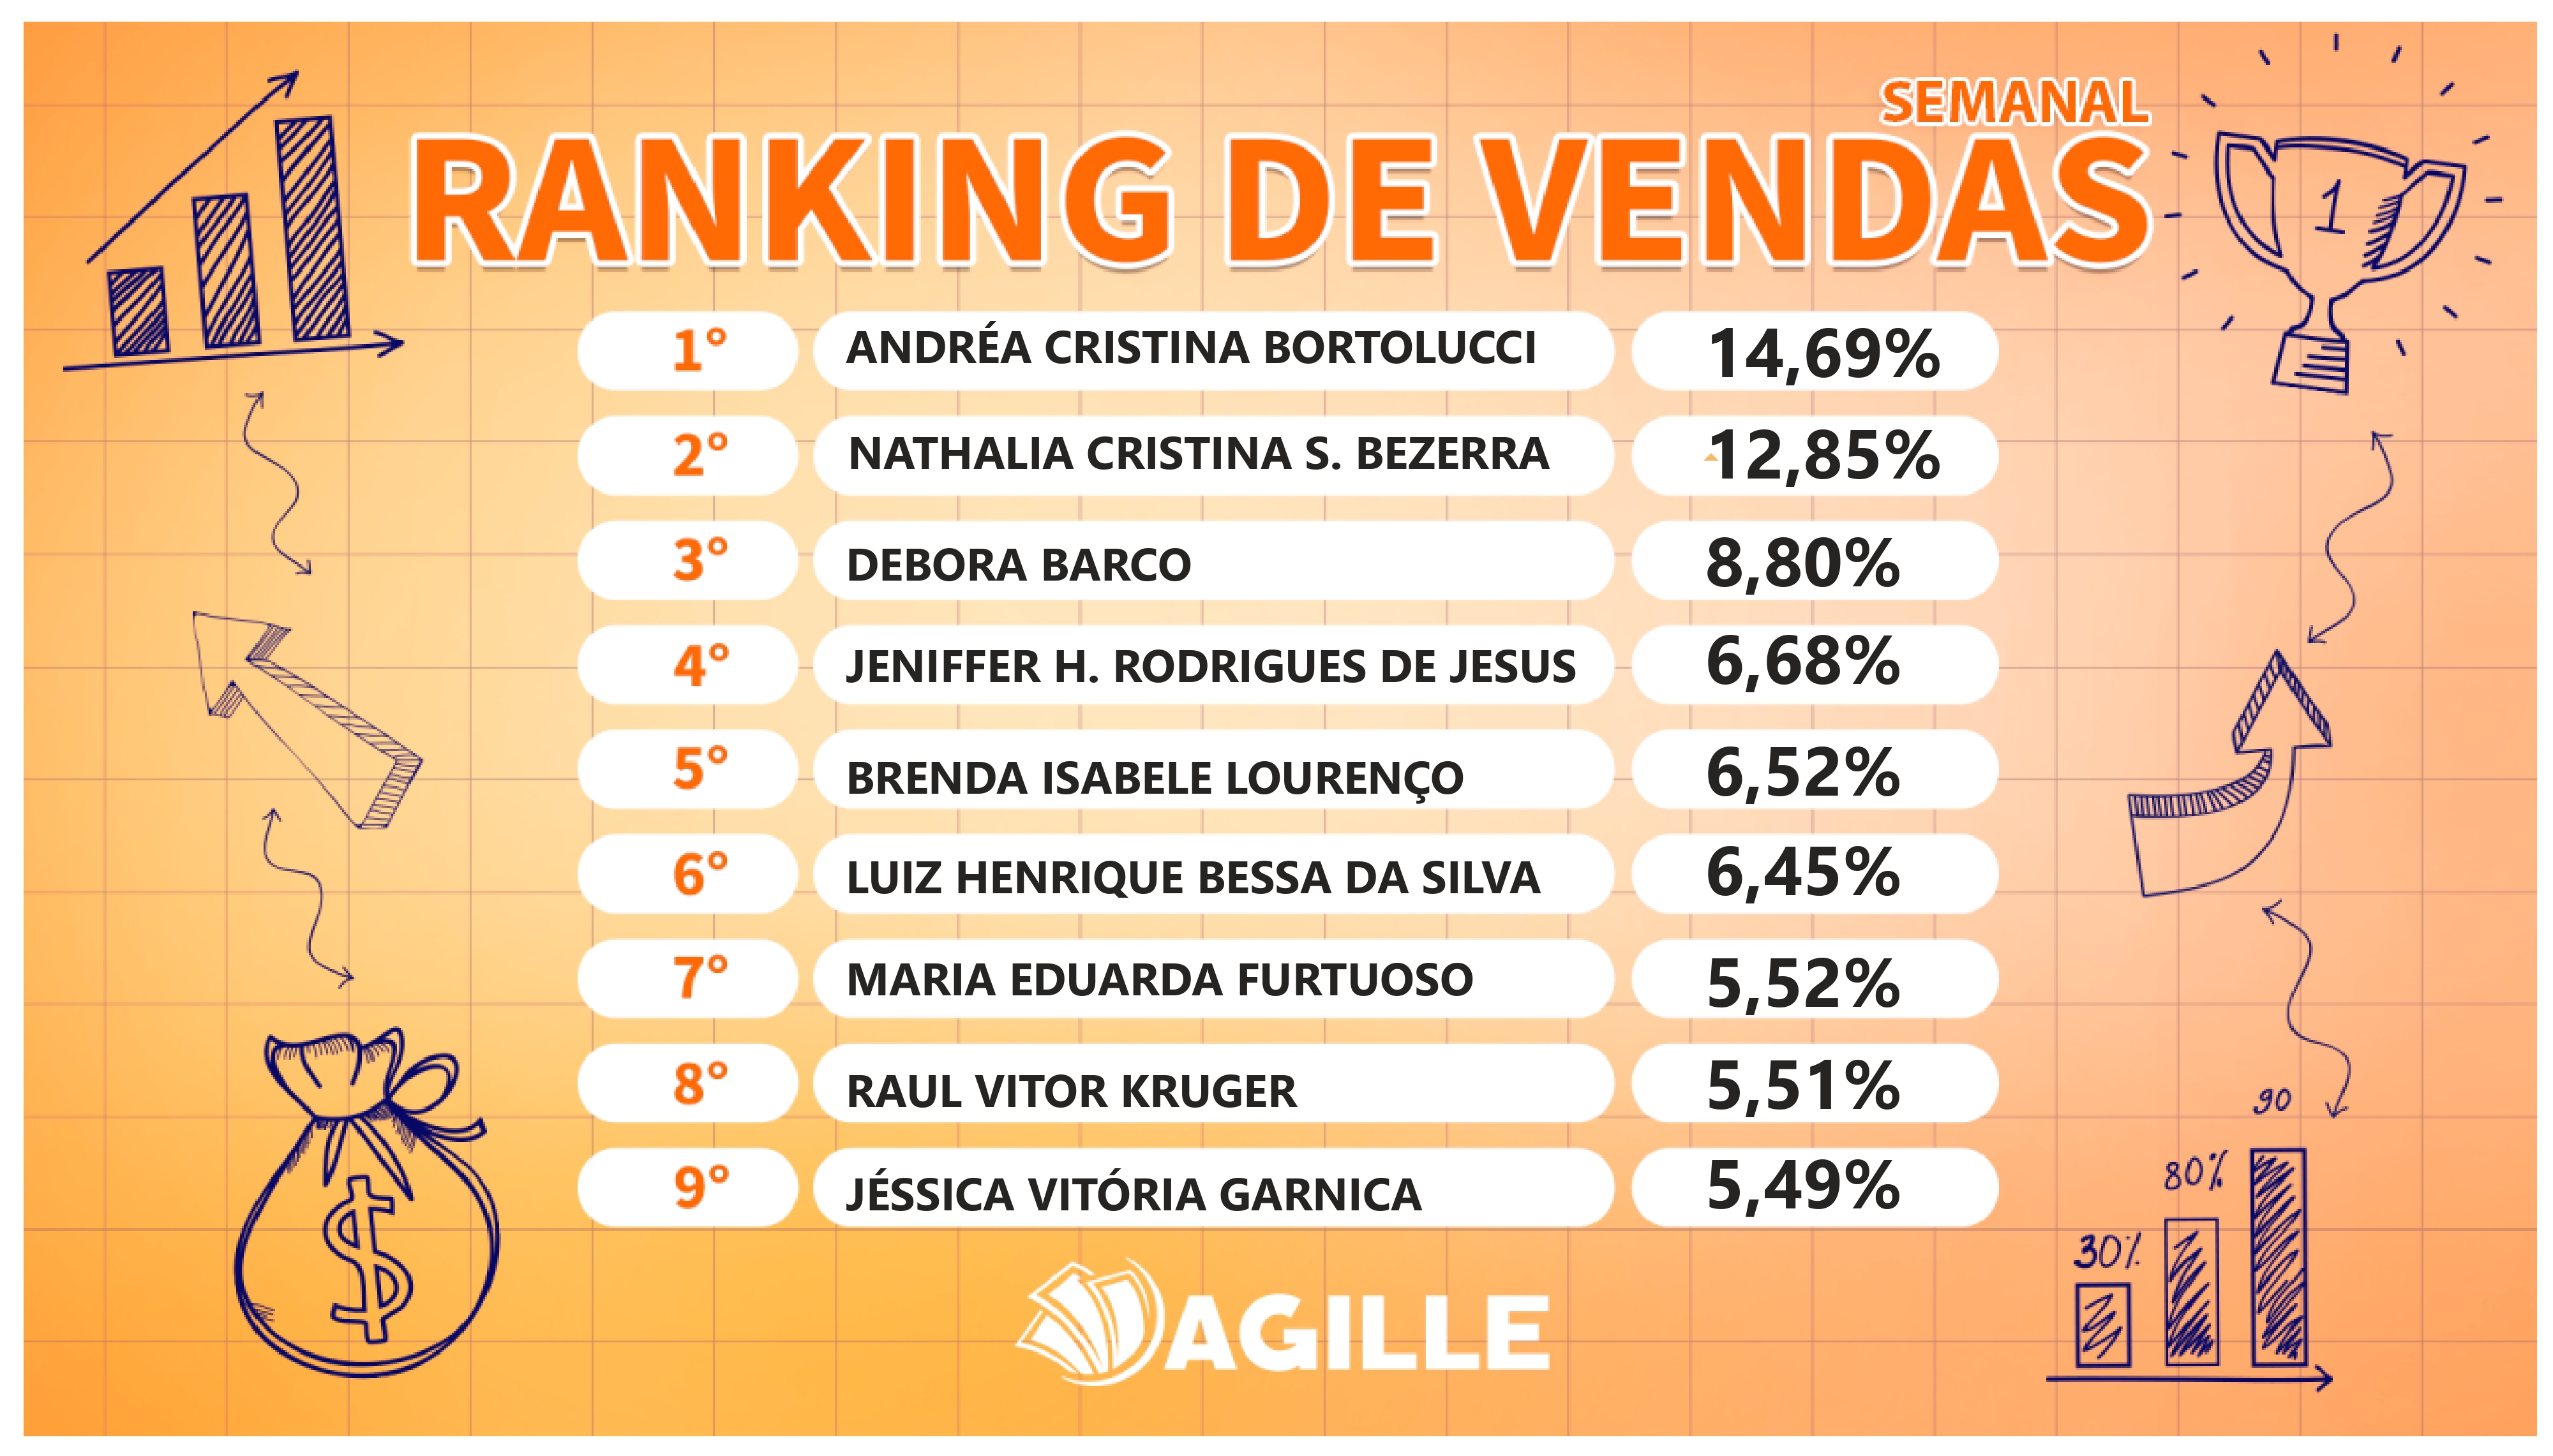 SEMANAL
RANKING DE VENDAS
1
1° ANDRÉA CRISTINA BORTOLUCCI 14,69%
2° NATHALIA CRISTINA S. BEZERRA 12,85%
3° DEBORA BARCO 8,80%
4° JENIFFER H. RODRIGUES DE JESUS 6,68%
5° BRENDA ISABELE LOURENÇO 6,52%
6° LUIZ HENRIQUE BESSA DA SILVA 6,45%
7° MARIA EDUARDA FURTUOSO 5,52%
8° RAUL VITOR KRUGER 5,51%
9° JÉSSICA VITÓRIA GARNICA 5,49%
90
80%
30%
$
AGILLE